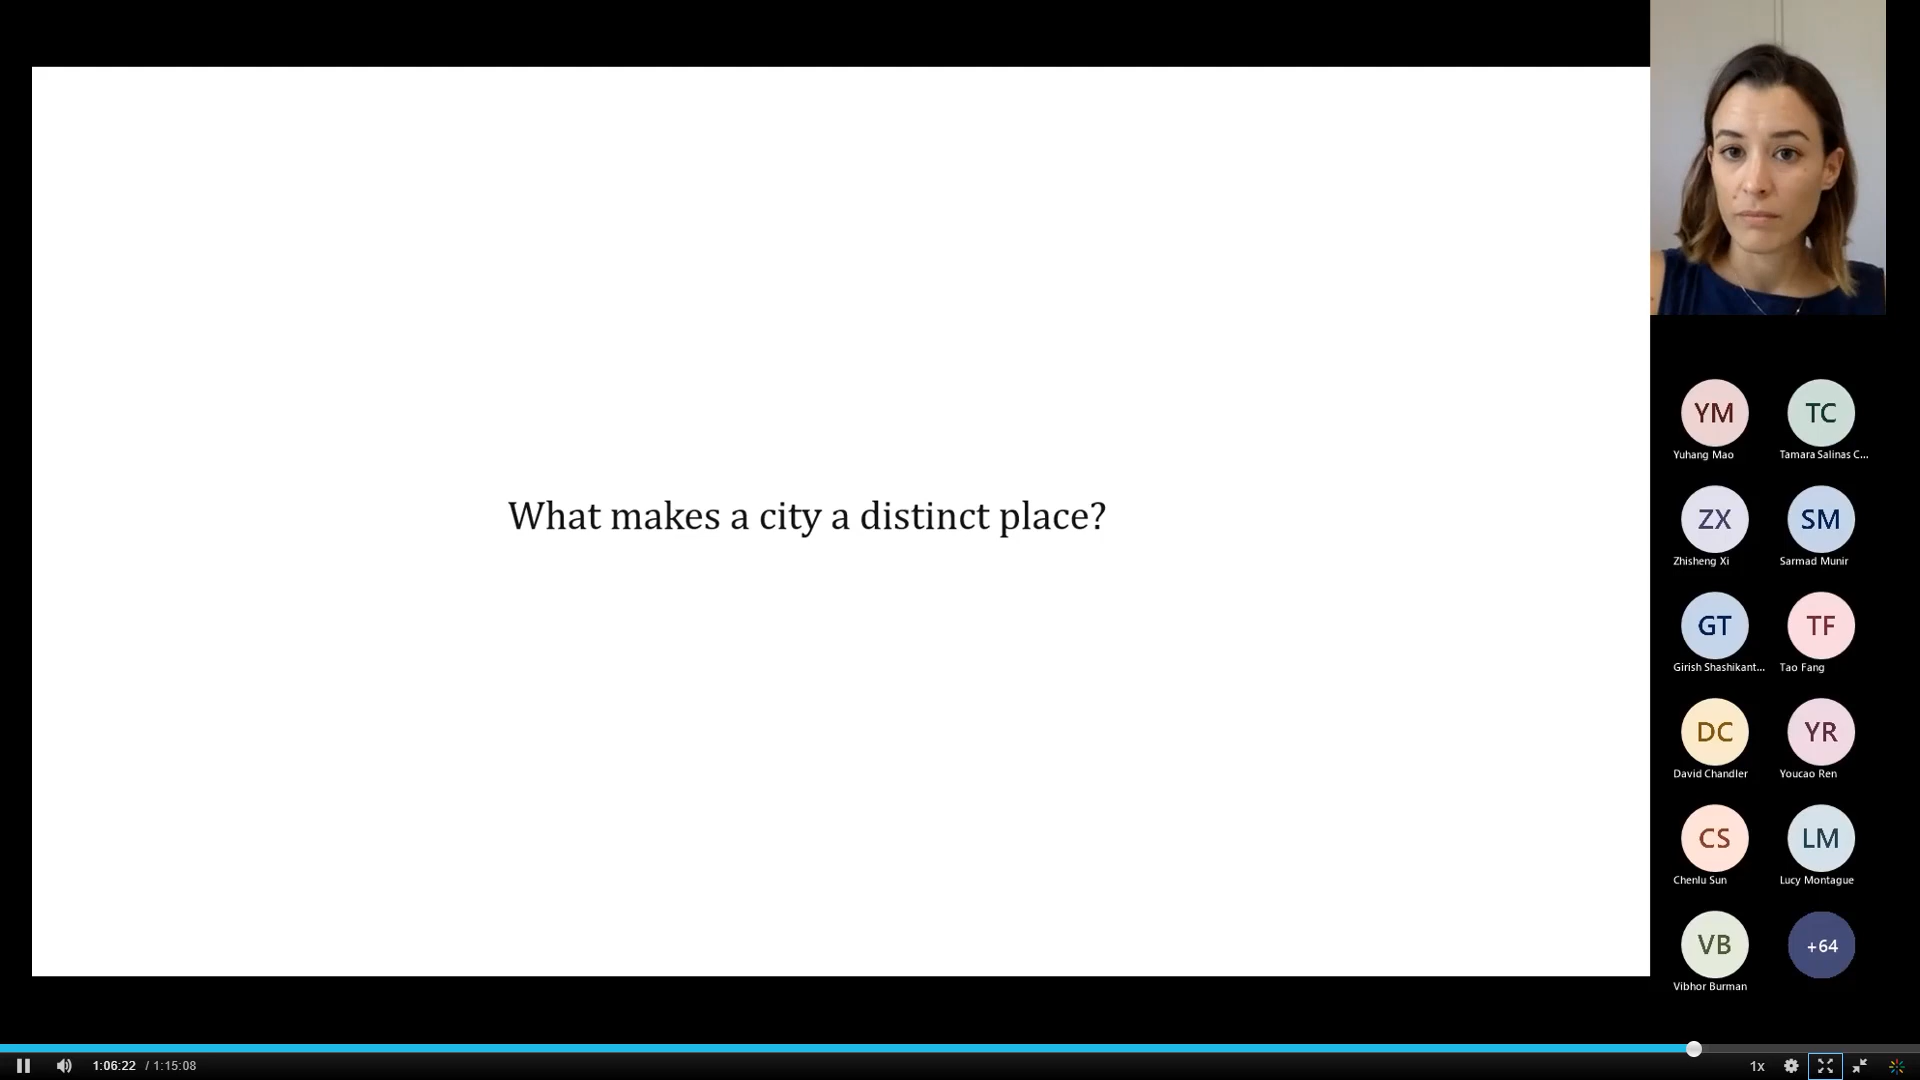 What makes a city a distinct place?
YM
TC
Yuhang Mao
Tamara Salinas C...
ZX
SM
Zhisheng Xi
Sarmad Munir
GT
TF
Girish Shashikant...
Tao Fang
DC
YR
David Chandler
Youcao Ren
CS
LM
Chenlu Sun
Lucy Montague
VB
+64
Vibhor Burman
1:06:22 / 1:15:08
1x